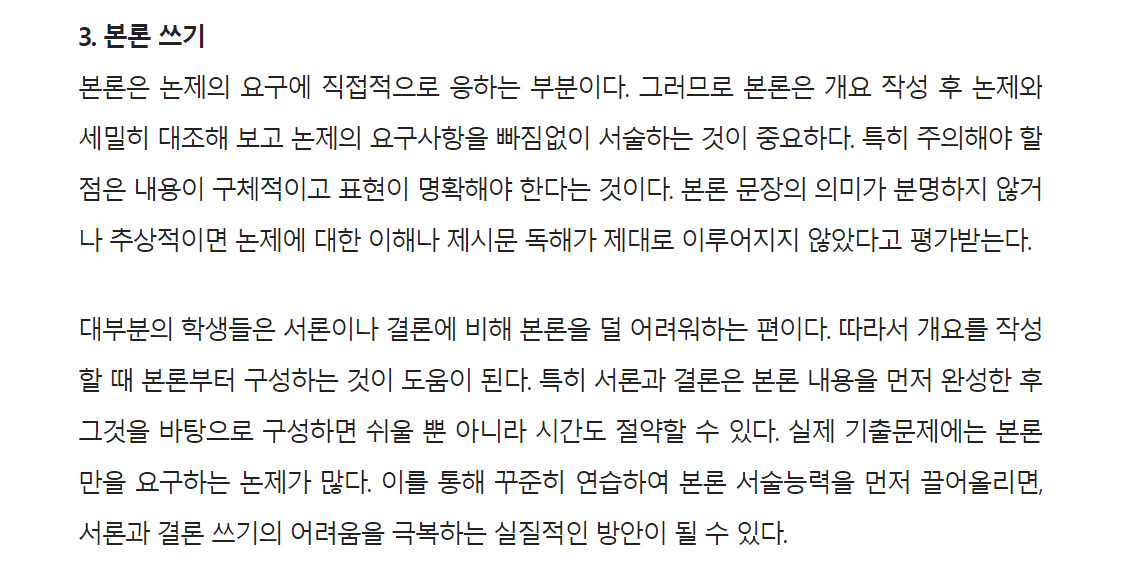 3. 본론 쓰기
본론은 논제의 요구에 직접적으로 응하는 부분이다. 그러므로 본론은 개요 작성 후 논제와
세밀히 대조해 보고 논제의 요구사항을 빠짐없이 서술하는 것이 중요하다. 특히 주의해야 할
점은 내용이 구체적이고 표현이 명확해야 한다는 것이다. 본론 문장의 의미가 분명하지 않거
나 추상적이면 논제에 대한 이해나 제시문 독해가 제대로 이루어지지 않았다고 평가받는다.
대부분의 학생들은 서론이나 결론에 비해 본론을 덜 어려워하는 편이다. 따라서 개요를 작성
할 때 본론부터 구성하는 것이 도움이 된다. 특히 서론과 결론은 본론 내용을 먼저 완성한 후
그것을 바탕으로 구성하면 쉬울 뿐 아니라 시간도 절약할 수 있다. 실제 기출문제에는 본론
만을 요구하는 논제가 많다. 이를 통해 꾸준히 연습하여 본론 서술능력을 먼저 끌어올리면,
서론과 결론 쓰기의 어려움을 극복하는 실질적인 방안이 될 수 있다.